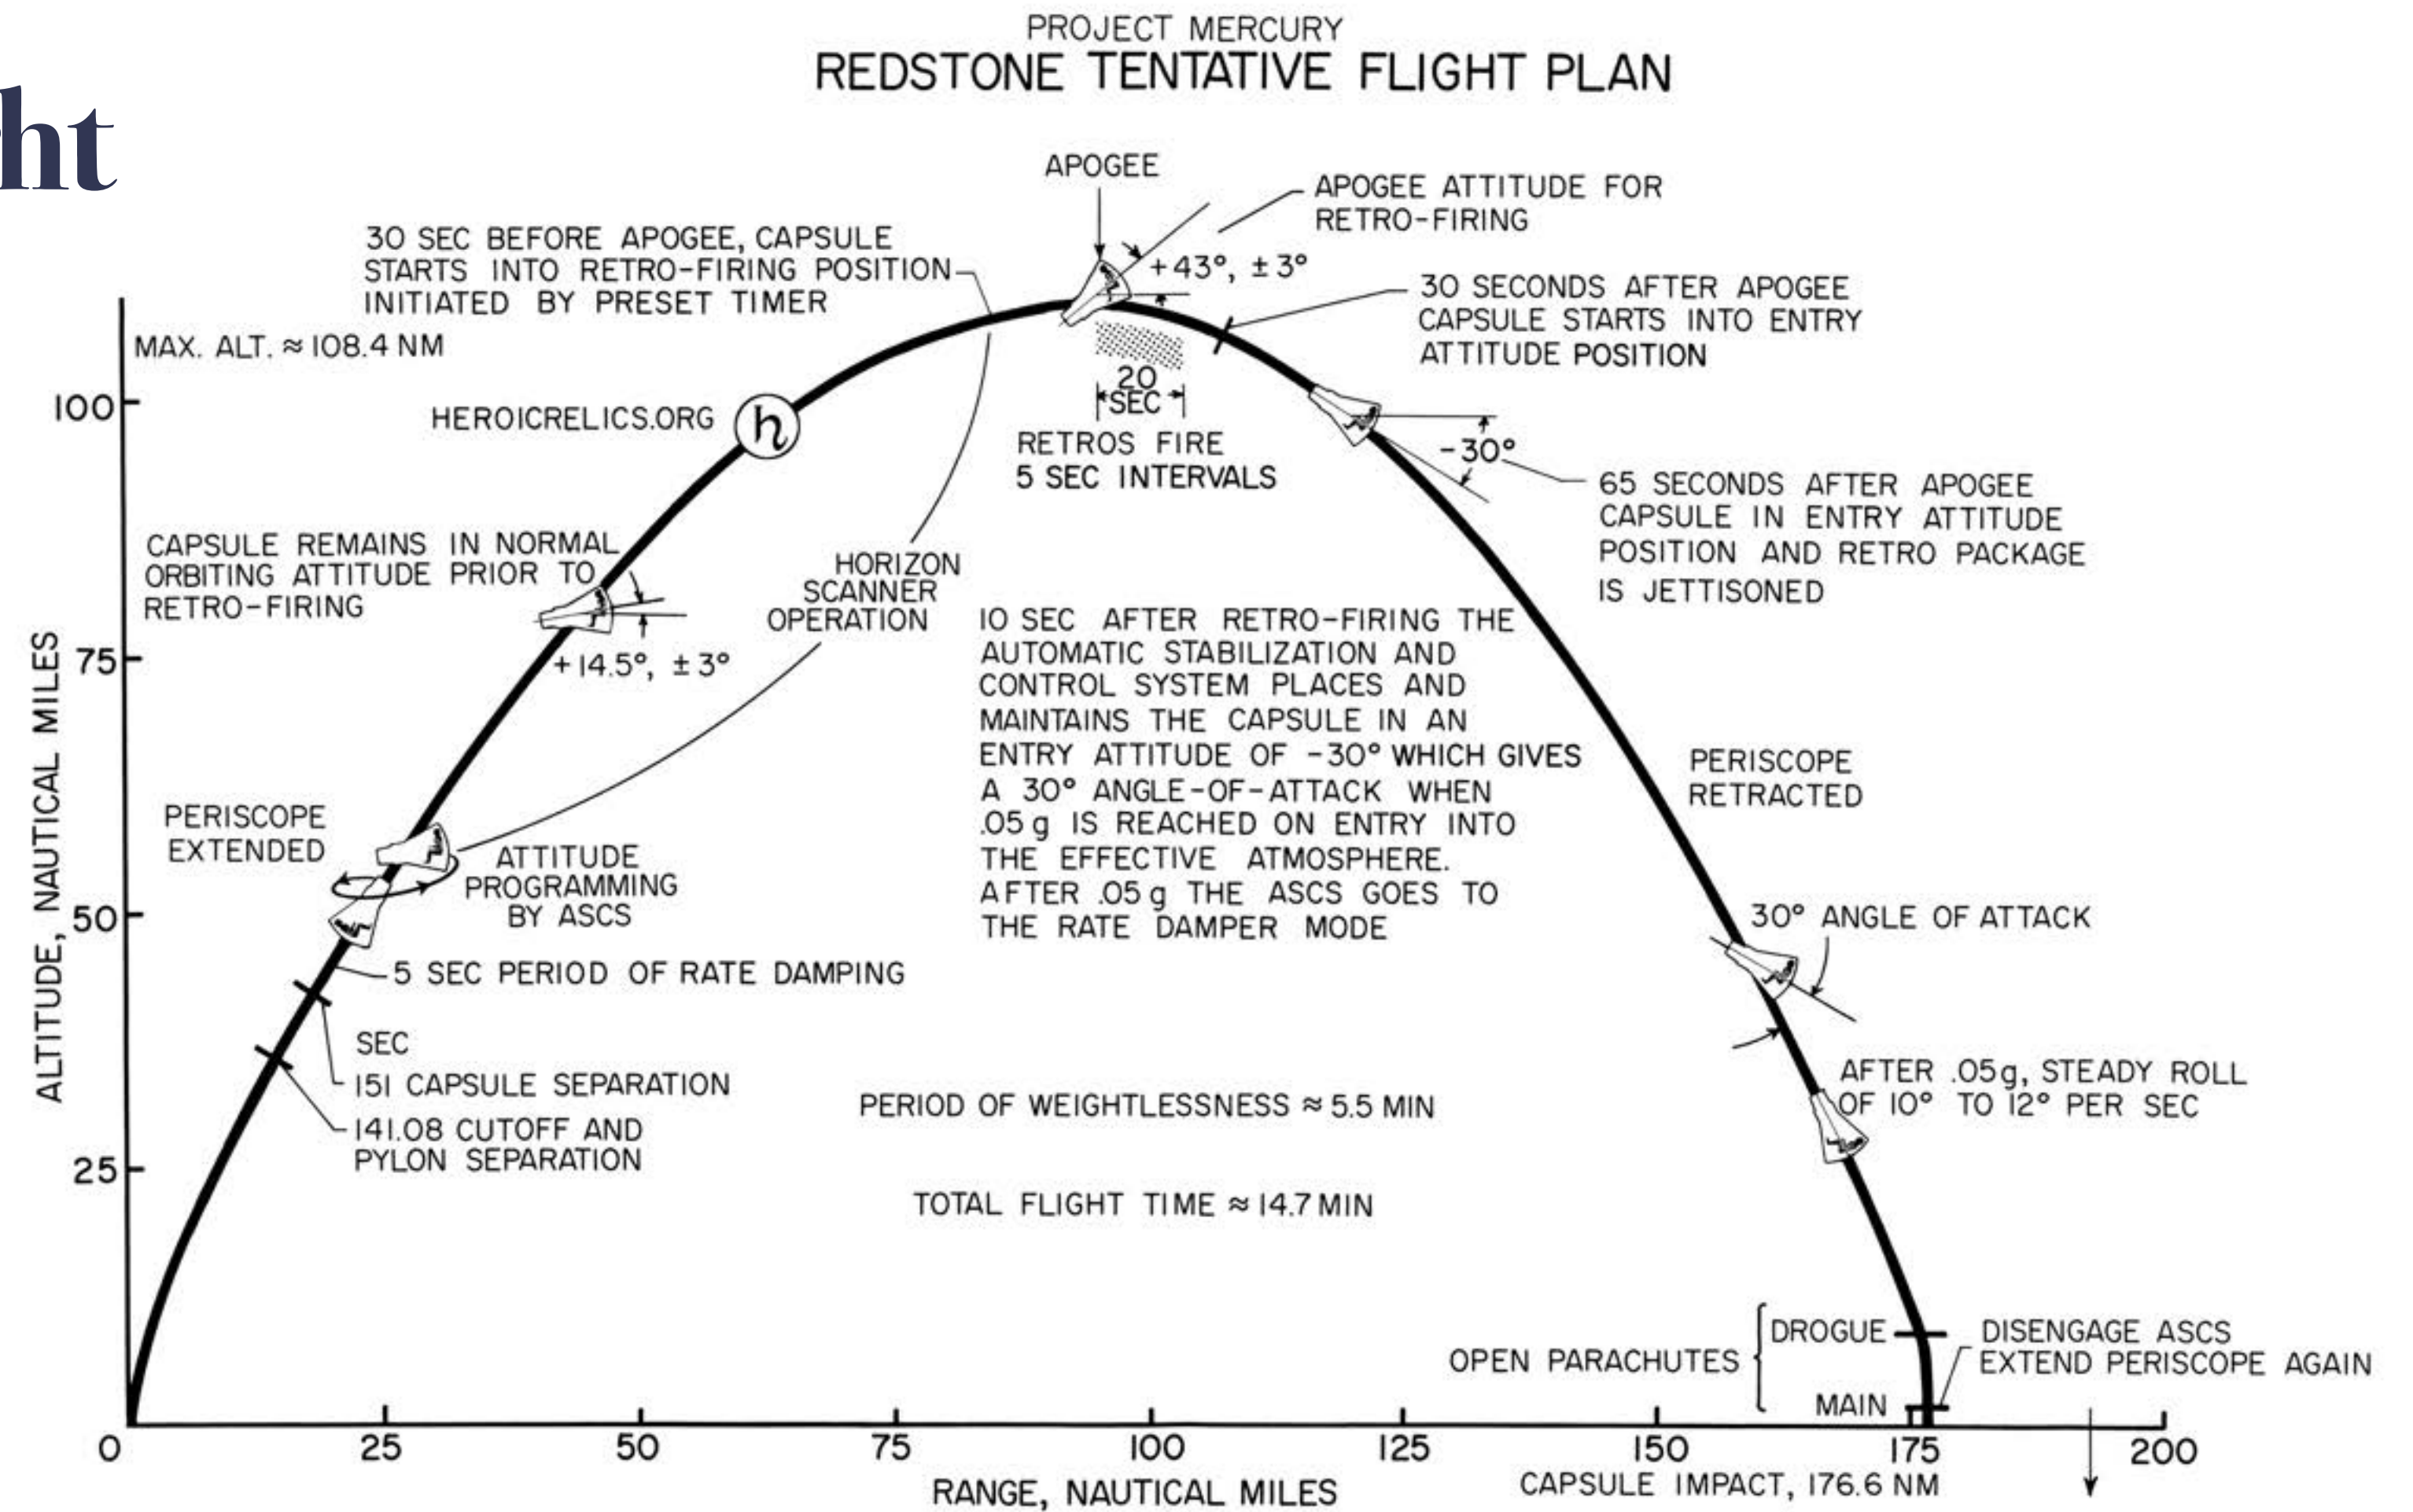 PROJECT MERCURY
REDSTONE TENTATIVE FLIGHT PLAN
ht
APOGEE
APOGEE ATTITUDE FOR
RETRO-FIRING
30 SEC BEFORE APOGEE, CAPSULE
STARTS INTO RETRO-FIRING POSITION
INITIATED BY PRESET TIMER
+43°, ±3°
30 SECONDS AFTER APOGEE
CAPSULE STARTS INTO ENTRY
ATTITUDE POSITION
MAX. ALT. ≈ 108.4 NM
20
SEC
RETROS FIRE
5 SEC INTERVALS
HEROICRELICS.ORG
h
-30°
65 SECONDS AFTER APOGEE
CAPSULE IN ENTRY ATTITUDE
POSITION AND RETRO PACKAGE
IS JETTISONED
CAPSULE REMAINS IN NORMAL
ORBITING ATTITUDE PRIOR TO
RETRO-FIRING
+14.5°, ±3°
HORIZON
SCANNER
OPERATION
10 SEC AFTER RETRO-FIRING THE
AUTOMATIC STABILIZATION AND
CONTROL SYSTEM PLACES AND
MAINTAINS THE CAPSULE IN AN
ENTRY ATTITUDE OF -30° WHICH GIVES
A 30° ANGLE-OF-ATTACK WHEN
.05 g IS REACHED ON ENTRY INTO
THE EFFECTIVE ATMOSPHERE.
AFTER .05 g THE ASCS GOES TO
THE RATE DAMPER MODE
PERISCOPE
RETRACTED
PERISCOPE
EXTENDED
ATTITUDE
PROGRAMMING
BY ASCS
30° ANGLE OF ATTACK
5 SEC PERIOD OF RATE DAMPING
SEC
151 CAPSULE SEPARATION
141.08 CUTOFF AND
PYLON SEPARATION
AFTER .05g, STEADY ROLL
OF 10° TO 12° PER SEC
PERIOD OF WEIGHTLESSNESS ≈ 5.5 MIN
TOTAL FLIGHT TIME ≈ 14.7 MIN
OPEN PARACHUTES
DROGUE
MAIN
DISENGAGE ASCS
EXTEND PERISCOPE AGAIN
ALTITUDE, NAUTICAL MILES
100
75
50
25
0 25 50 75 100 125 150 175 200
RANGE, NAUTICAL MILES
CAPSULE IMPACT, 176.6 NM